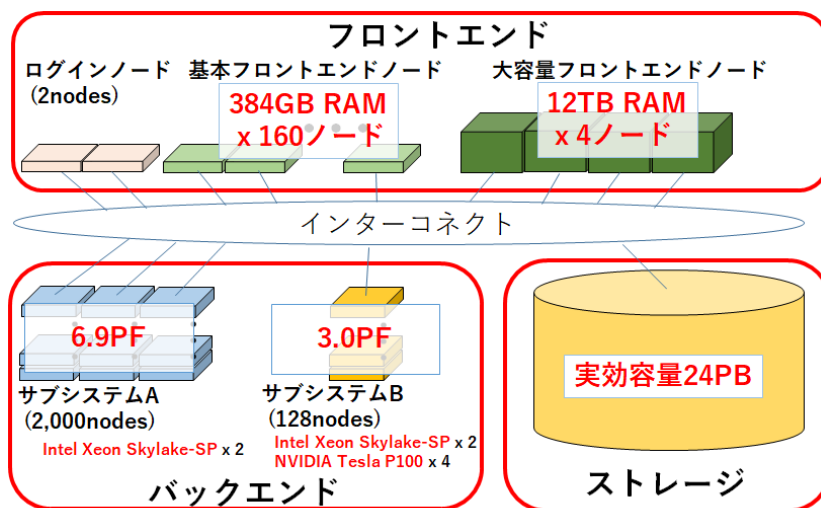 フロントエンド
ログインノード
(2nodes)
基本フロントエンドノード
384GB RAM
x 160ノード
大容量フロントエンドノード
12TB RAM
x 4ノード
インターコネクト
6.9PF
サブシステムA
(2,000nodes)
Intel Xeon Skylake-SP x 2
3.0PF
サブシステムB
(128nodes)
Intel Xeon Skylake-SP x 2
NVIDIA Tesla P100 x 4
バックエンド
実効容量24PB
ストレージ